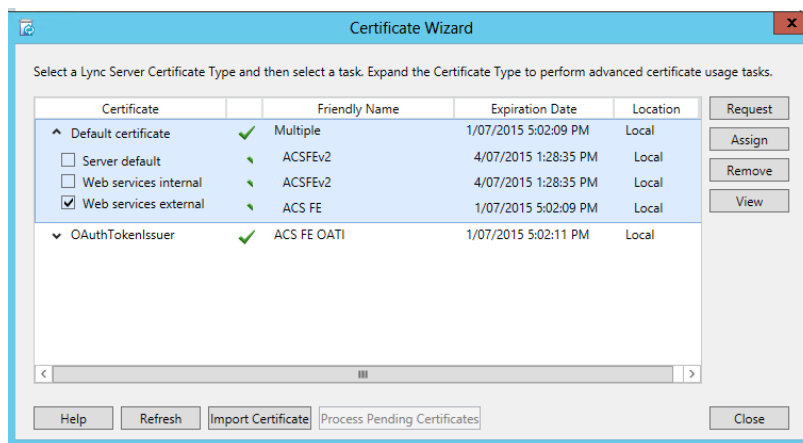 Certificate Wizard
x
Select a Lync Server Certificate Type and then select a task. Expand the Certificate Type to perform advanced certificate usage tasks.
Certificate Friendly Name Expiration Date Location
Default certificate Multiple 1/07/2015 5:02:09 PM Local
Server default ACSFEv2 4/07/2015 1:28:35 PM Local
Web services internal ACSFEv2 4/07/2015 1:28:35 PM Local
Web services external ACS FE 1/07/2015 5:02:09 PM Local
OAuthTokenIssuer ACS FE OATI 1/07/2015 5:02:11 PM Local
Request
Assign
Remove
View
Help Refresh Import Certificate Process Pending Certificates Close